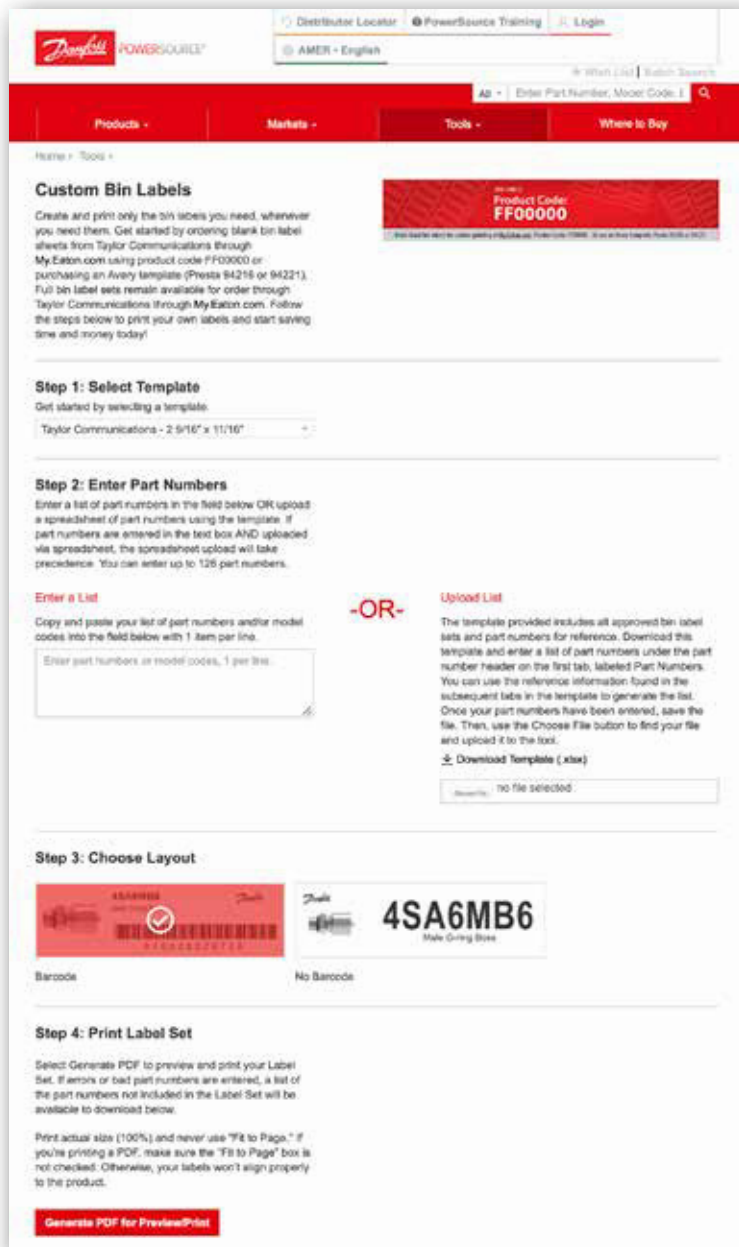 Danfoss POWERSOURCE
Distributor Locator
PowerSource Training
Login
AMER - English
Wish List | Batch Search
All
Enter Part Number, Model Code,
Products
Markets
Tools
Where to Buy
Home > Tools >
Custom Bin Labels
Create and print only the bin labels you need, whenever
you need them. Get started by ordering blank bin label
sheets from Taylor Communications through
My.Eaton.com using product code FF00000 or
purchasing an Avery template (Presta 94216 or 94221).
Full bin label sets remain available for order through
Taylor Communications through My.Eaton.com. Follow
the steps below to print your own labels and start saving
time and money today!
Product Code:
FF00000
Step 1: Select Template
Get started by selecting a template.
Taylor Communications - 2 9/16" x 11/16"
Step 2: Enter Part Numbers
Enter a list of part numbers in the field below OR upload
a spreadsheet of part numbers using the template. If
part numbers are entered in the text box AND uploaded
via spreadsheet, the spreadsheet upload will take
precedence. You can enter up to 126 part numbers.
Enter a List
Copy and paste your list of part numbers and/or model
codes into the field below with 1 item per line.
Enter part numbers or model codes, 1 per line.
-OR-
Upload List
The template provided includes all approved bin label
sets and part numbers for reference. Download this
template and enter a list of part numbers under the part
number header on the first tab, labeled Part Numbers.
You can use the reference information found in the
subsequent tabs in the template to generate the list.
Once your part numbers have been entered, save the
file. Then, use the Choose File button to find your file
and upload it to the tool.
Download Template (.xlsx)
no file selected
Step 3: Choose Layout
4SA6MB6
Danfoss
Barcode
Danfoss
4SA6MB6
Male O-ring Boss
No Barcode
Step 4: Print Label Set
Select Generate PDF to preview and print your Label
Set. If errors or bad part numbers are entered, a list of
the part numbers not included in the Label Set will be
available to download below.
Print actual size (100%) and never use "Fit to Page." If
you're printing a PDF, make sure the "Fit to Page" box is
not checked. Otherwise, your labels won't align properly
to the product.
Generate PDF for Preview/Print